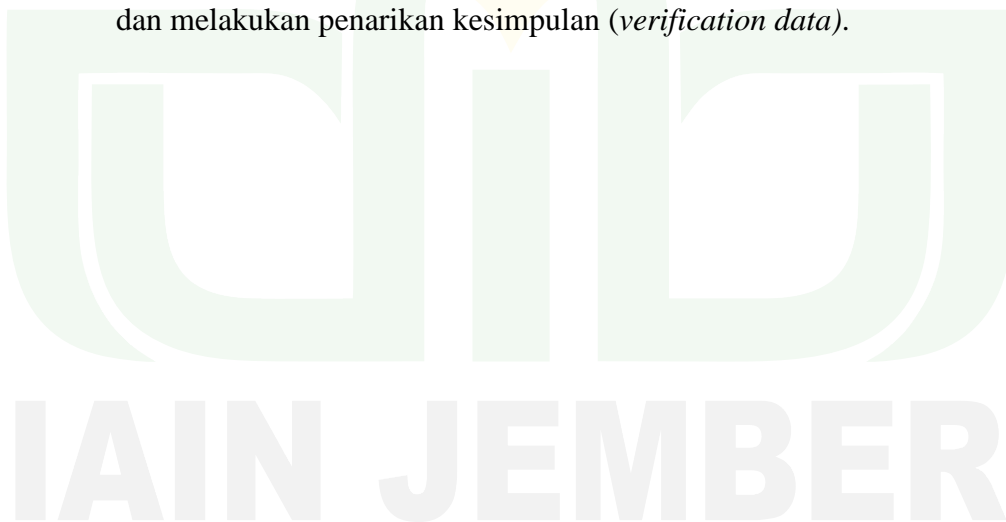 dan melakukan penarikan kesimpulan (verification data).
IAIN JEMBER